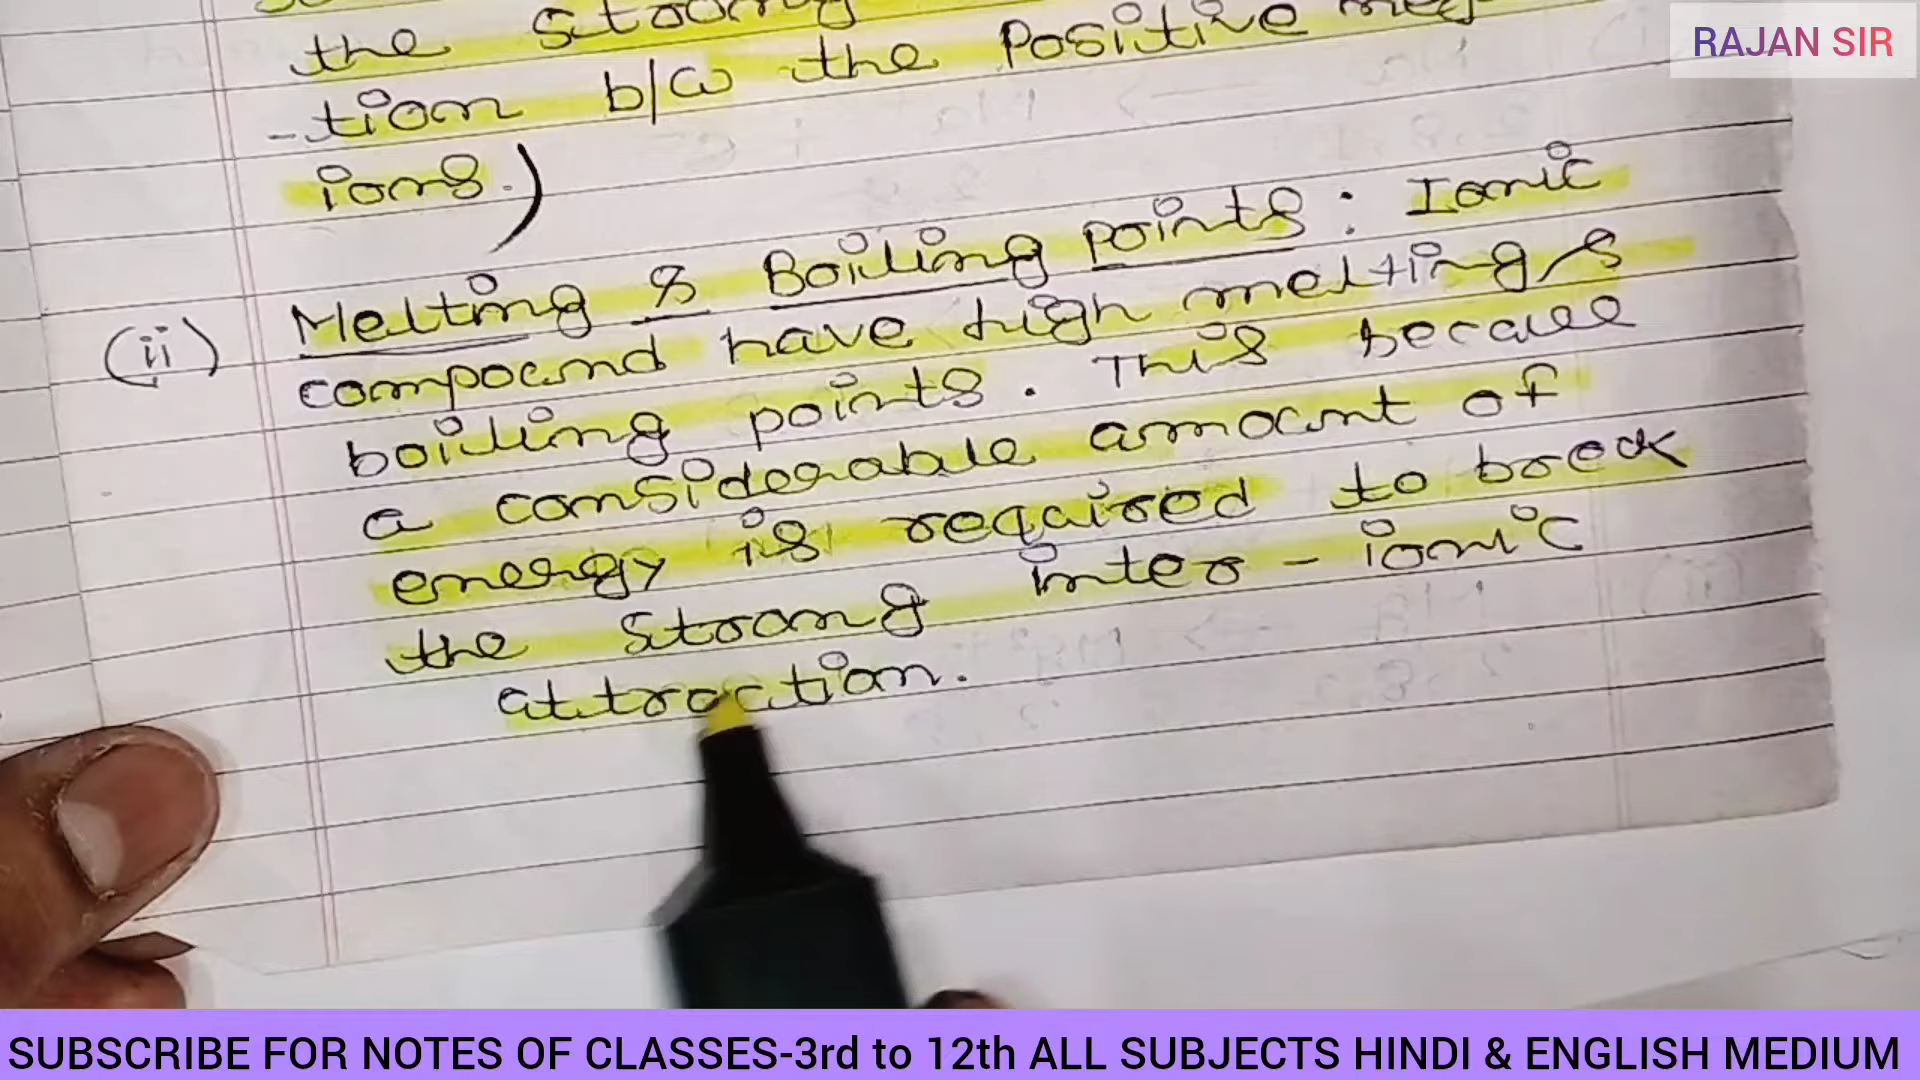 the strong
RAJAN SIR
-tion b/w the Positive
ions.)
(ii) Melting & Boiling points: Ionic
compound have high melting &
boiling points. This because
a considerable amount of
energy is required to break
the strong inter-ionic
attraction.
SUBSCRIBE FOR NOTES OF CLASSES-3rd to 12th ALL SUBJECTS HINDI & ENGLISH MEDIUM